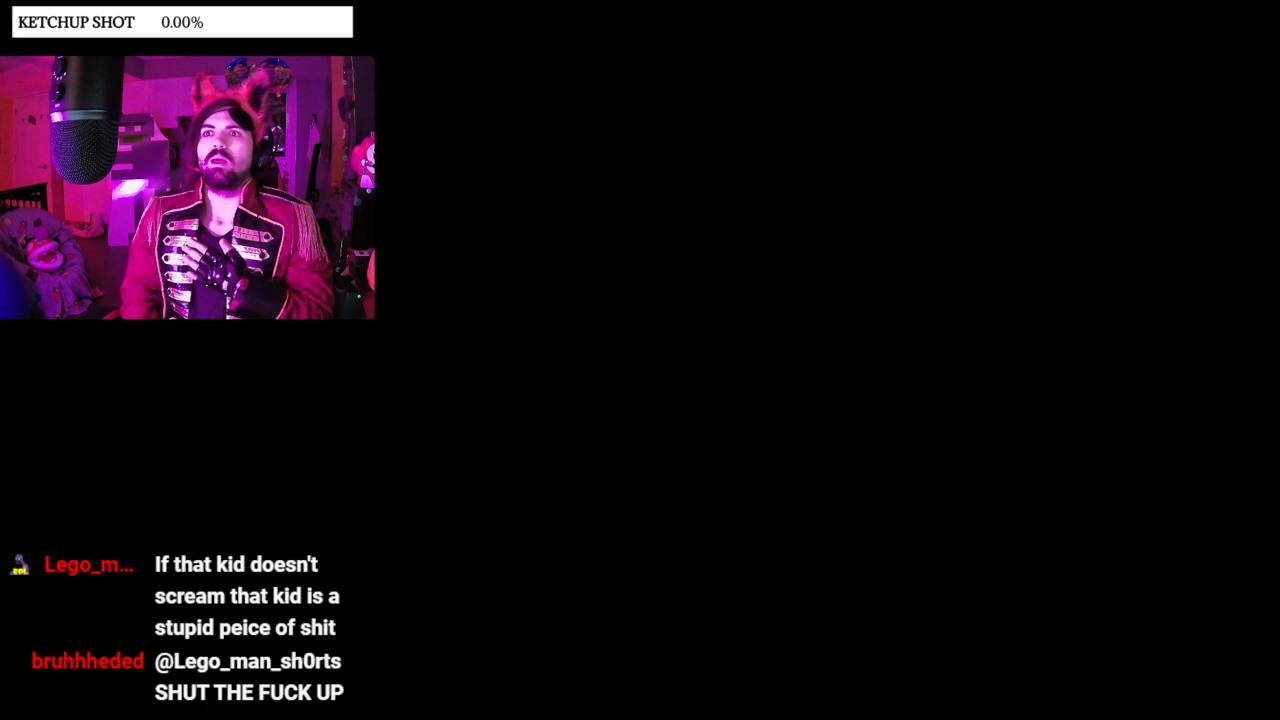 KETCHUP SHOT 0.00%
Lego_m... If that kid doesn't
scream that kid is a
stupid peice of shit
bruhhheded @Lego_man_sh0rts
SHUT THE FUCK UP